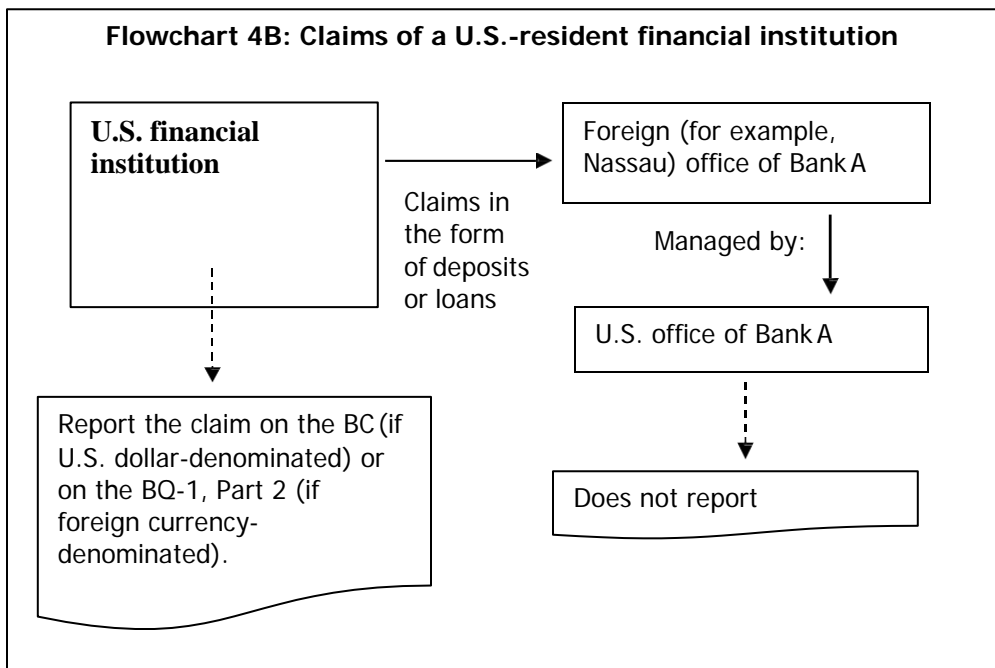 Flowchart 4B: Claims of a U.S.-resident financial institution
U.S. financial
institution
Claims in
the form
of deposits
or loans
Foreign (for example,
Nassau) office of Bank A
Managed by:
U.S. office of Bank A
Report the claim on the BC (if
U.S. dollar-denominated) or
on the BQ-1, Part 2 (if
foreign currency-
denominated).
Does not report